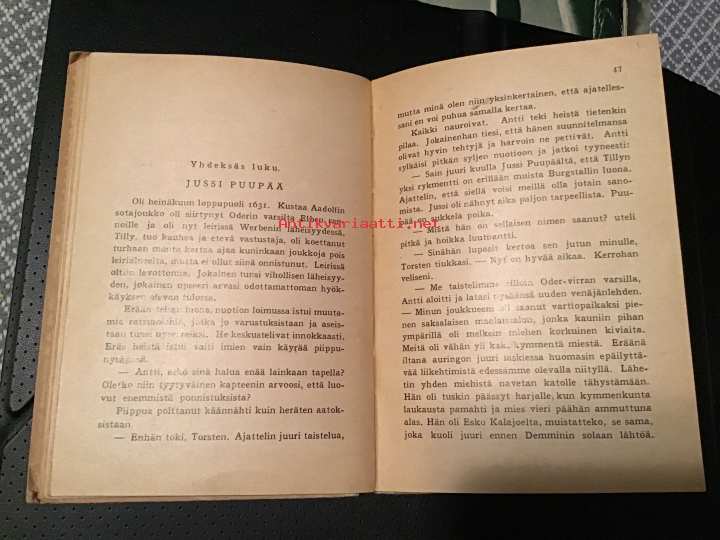 Yhdeksäs luku.
JUSSI PUUPÄÄ
Oli heinäkuun loppupuoli 1631. Kustaa Aadolfin
sotajoukko oli siirtynyt Oderin varsilta Elben
noille ja oli nyt leirissä Werbenin läheisyydessä,
Tilly, tuo kauhea ja etevä vastustaja, oli koettanut
turhaan monta kertaa ajaa kuninkaan joukkoja pois
leirialueelta, mutta ei ollut siinä onnistunut. Leirissä
oltiin levottomia. Jokainen tunsi vihollisen läheisyy-
den, jokainen upseeri arvasi odottamattoman hyök-
käyksen olevan tulossa.
Erään teltan luona, nuotion loimussa istui muuta-
mia ratsumiehiä, jotka jo varustuksistaan ja aseis-
taan tunsi
He keskustelivat innokkaasti.
Eräs heistä istui vaiti imien vain käyrää piippu-
nysäänsä.
— Antti, etkö sinä halua enää lainkaan tapella?
Oletko niin tyytyväinen kapteenin arvoosi, että luo-
vut enemmistä ponnistuksista?
Piippua polttanut käännähti kuin heräten aatok-
sistaan
— Enhän toki, Torsten. Ajattelin juuri taistelua,
47
mutta minä olen niin yksinkertainen, että ajatelles-
sani en voi puhua samalla kertaa.
Kaikki nauroivat. Antti teki heistä tietenkin
pilaa. Jokainenhan tiesi, että hänen suunnitelmansa
olivat hyvin tehtyjä ja harvoin ne pettivät. Antti
sylkäisi pitkän syljen nuotioon ja jatkoi tyyneesti:
— Sain juuri kuulla Jussi Puupäältä, että Tillyn
yksi rykmentti on erillään muista Burgstallin luona.
Ajattelin, että siellä voisi meillä olla jotain sano-
mista. Jussi oli nähnyt aika paljon tarpeellista. Puu-
pää on sukkela poika.
— Mistä hän on sellaisen nimen saanut? uteli
pitkä ja hoikka luutnantti.
— Sinähän lupasit kertoa sen jutun minulle,
Torsten tiukkasi. — Nyt on hyvää aikaa. Kerrohan
veliseni.
— Me taistelimme silloin Oder-virran varsilla,
Antti aloitti ja latasi nysäänsä uuden venäjänlehden.
— Minun joukkueeni oli saanut vartiopaikaksi pie-
nen saksalaisen maalaistalon, jonka kauniin pihan
ympärillä oli melkein miehen korkuinen kiviaita.
Meitä oli vähän yli kaksikymmentä miestä. Eräänä
iltana auringon juuri laskiessa huomasin epäilyttä-
vää liikehtimistä edessämme olevalla niityllä. Lähe-
tin yhden miehistä navetan katolle tähystämään.
Hän oli tuskin päässyt harjalle, kun kymmenkunta
laukausta pamahti ja mies vieri päähän ammuttuna
alas. Hän oli Esko Kalajoelta, muistatteko, se sama,
joka kuoli juuri ennen Demminin solaan lähtöä.
Antikvariaatti.net